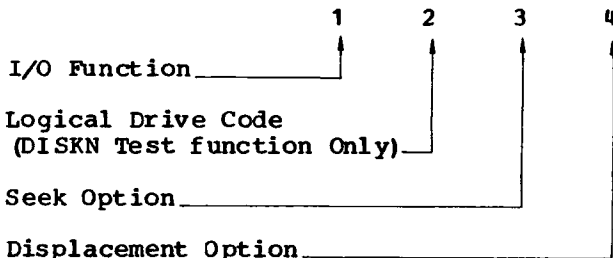 1 2 3 4
I/O Function
Logical Drive Code
(DISKN Test function Only)
Seek Option
Displacement Option